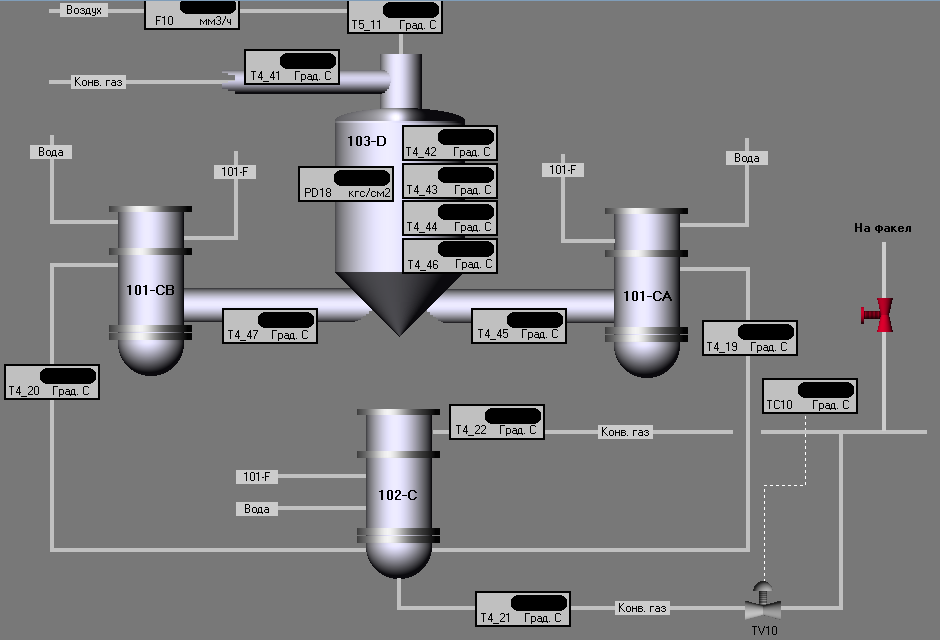 Воздух
F10 мм3/ч
T5_11 Град. С
Конв. газ
T4_41 Град. С
103-D
T4_42 Град. С
Вода
101-F
PD18 кгс/см2
T4_43 Град. С
101-F
Вода
T4_44 Град. С
На факел
T4_46 Град. С
101-CB
101-CA
T4_47 Град. С
T4_45 Град. С
T4_19 Град. С
T4_20 Град. С
TC10 Град. С
T4_22 Град. С
Конв. газ
101-F
102-C
Вода
T4_21 Град. С
Конв. газ
TV10